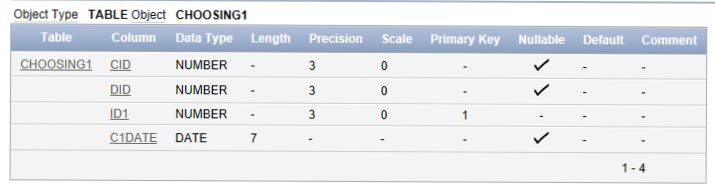 Object Type TABLE Object CHOOSING1
Table Column Data Type Length Precision Scale Primary Key Nullable Default Comment
CHOOSING1 CID NUMBER - 3 0 - ✓ - -
DID NUMBER - 3 0 - ✓ - -
ID1 NUMBER - 3 0 1 - - -
C1DATE DATE 7 - - - ✓ - -
1 - 4